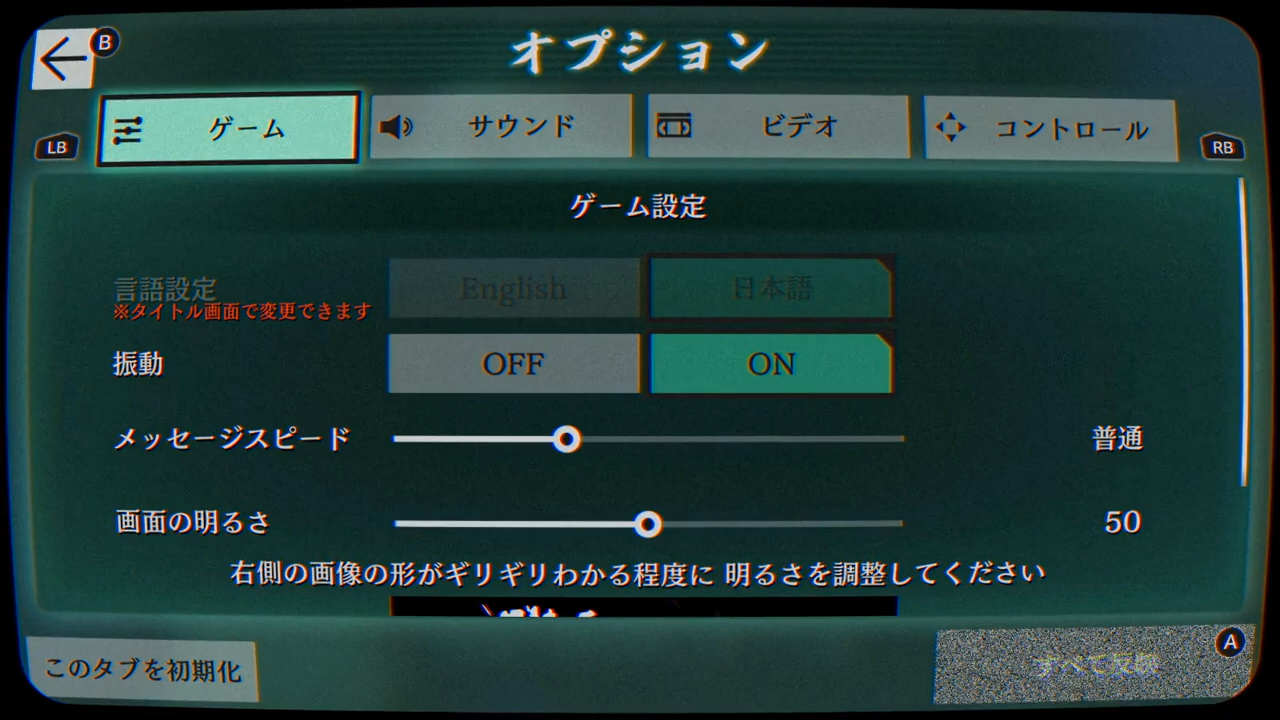 B
オプション
LB
ゲーム
サウンド
ビデオ
コントロール
RB
ゲーム設定
言語設定
English
日本語
※タイトル画面で変更できます
振動
OFF
ON
メッセージスピード
普通
画面の明るさ
50
右側の画像の形がギリギリわかる程度に 明るさを調整してください
このタブを初期化
すべて反映
A